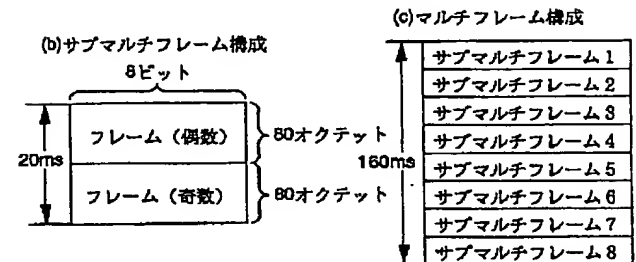 (b)サブマルチフレーム構成
8ビット
20ms
フレーム（偶数）
80オクテット
フレーム（奇数）
80オクテット
(c)マルチフレーム構成
160ms
サブマルチフレーム1
サブマルチフレーム2
サブマルチフレーム3
サブマルチフレーム4
サブマルチフレーム5
サブマルチフレーム6
サブマルチフレーム7
サブマルチフレーム8